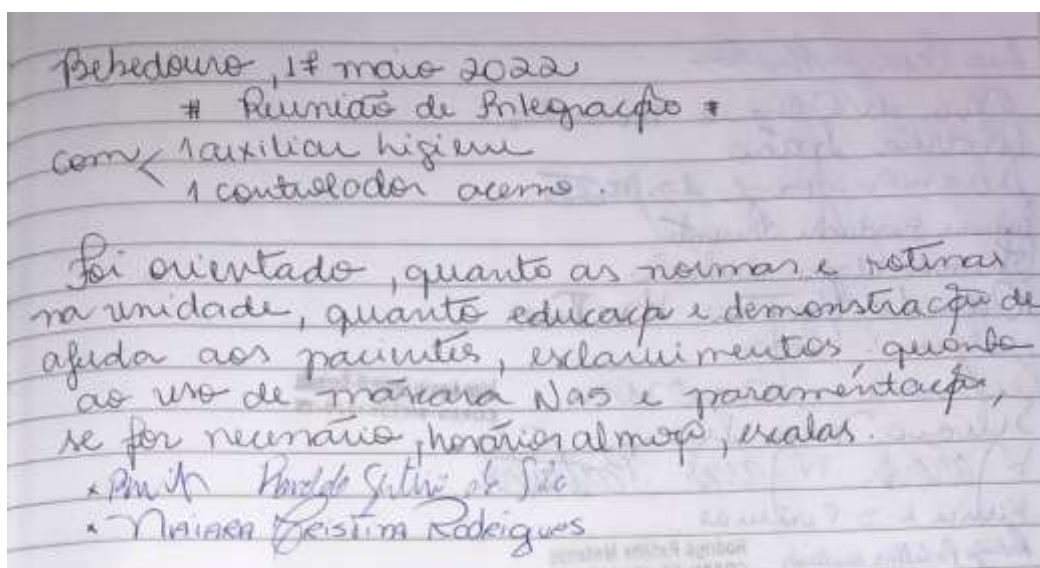 Bebedouro, 17 maio 2022
* Reunião de Integração *
com < 1 auxiliar higiene
1 controlador acesso.
Foi orientado, quanto as normas e rotinas
na unidade, quanto educação e demonstração de
ajuda aos pacientes, esclarecimentos quanto
ao uso de máscara N95 e paramentação,
se for necessário, horários almoço, escalas.
* Silva
* NAIARA CRISTINA Rodrigues